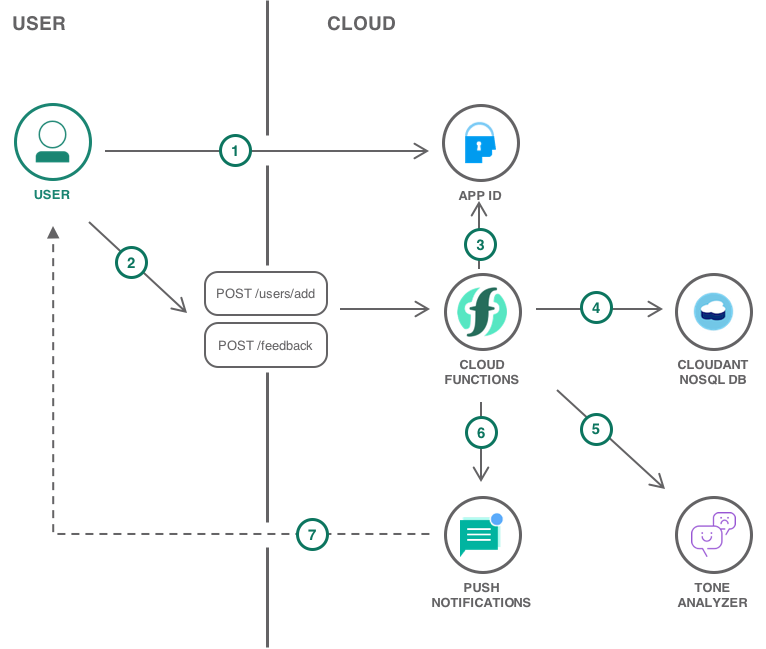 USER
CLOUD
1
USER
APP ID
2
3
POST /users/add
4
POST /feedback
CLOUD
FUNCTIONS
CLOUDANT
NOSQL DB
6
5
7
PUSH
NOTIFICATIONS
TONE
ANALYZER